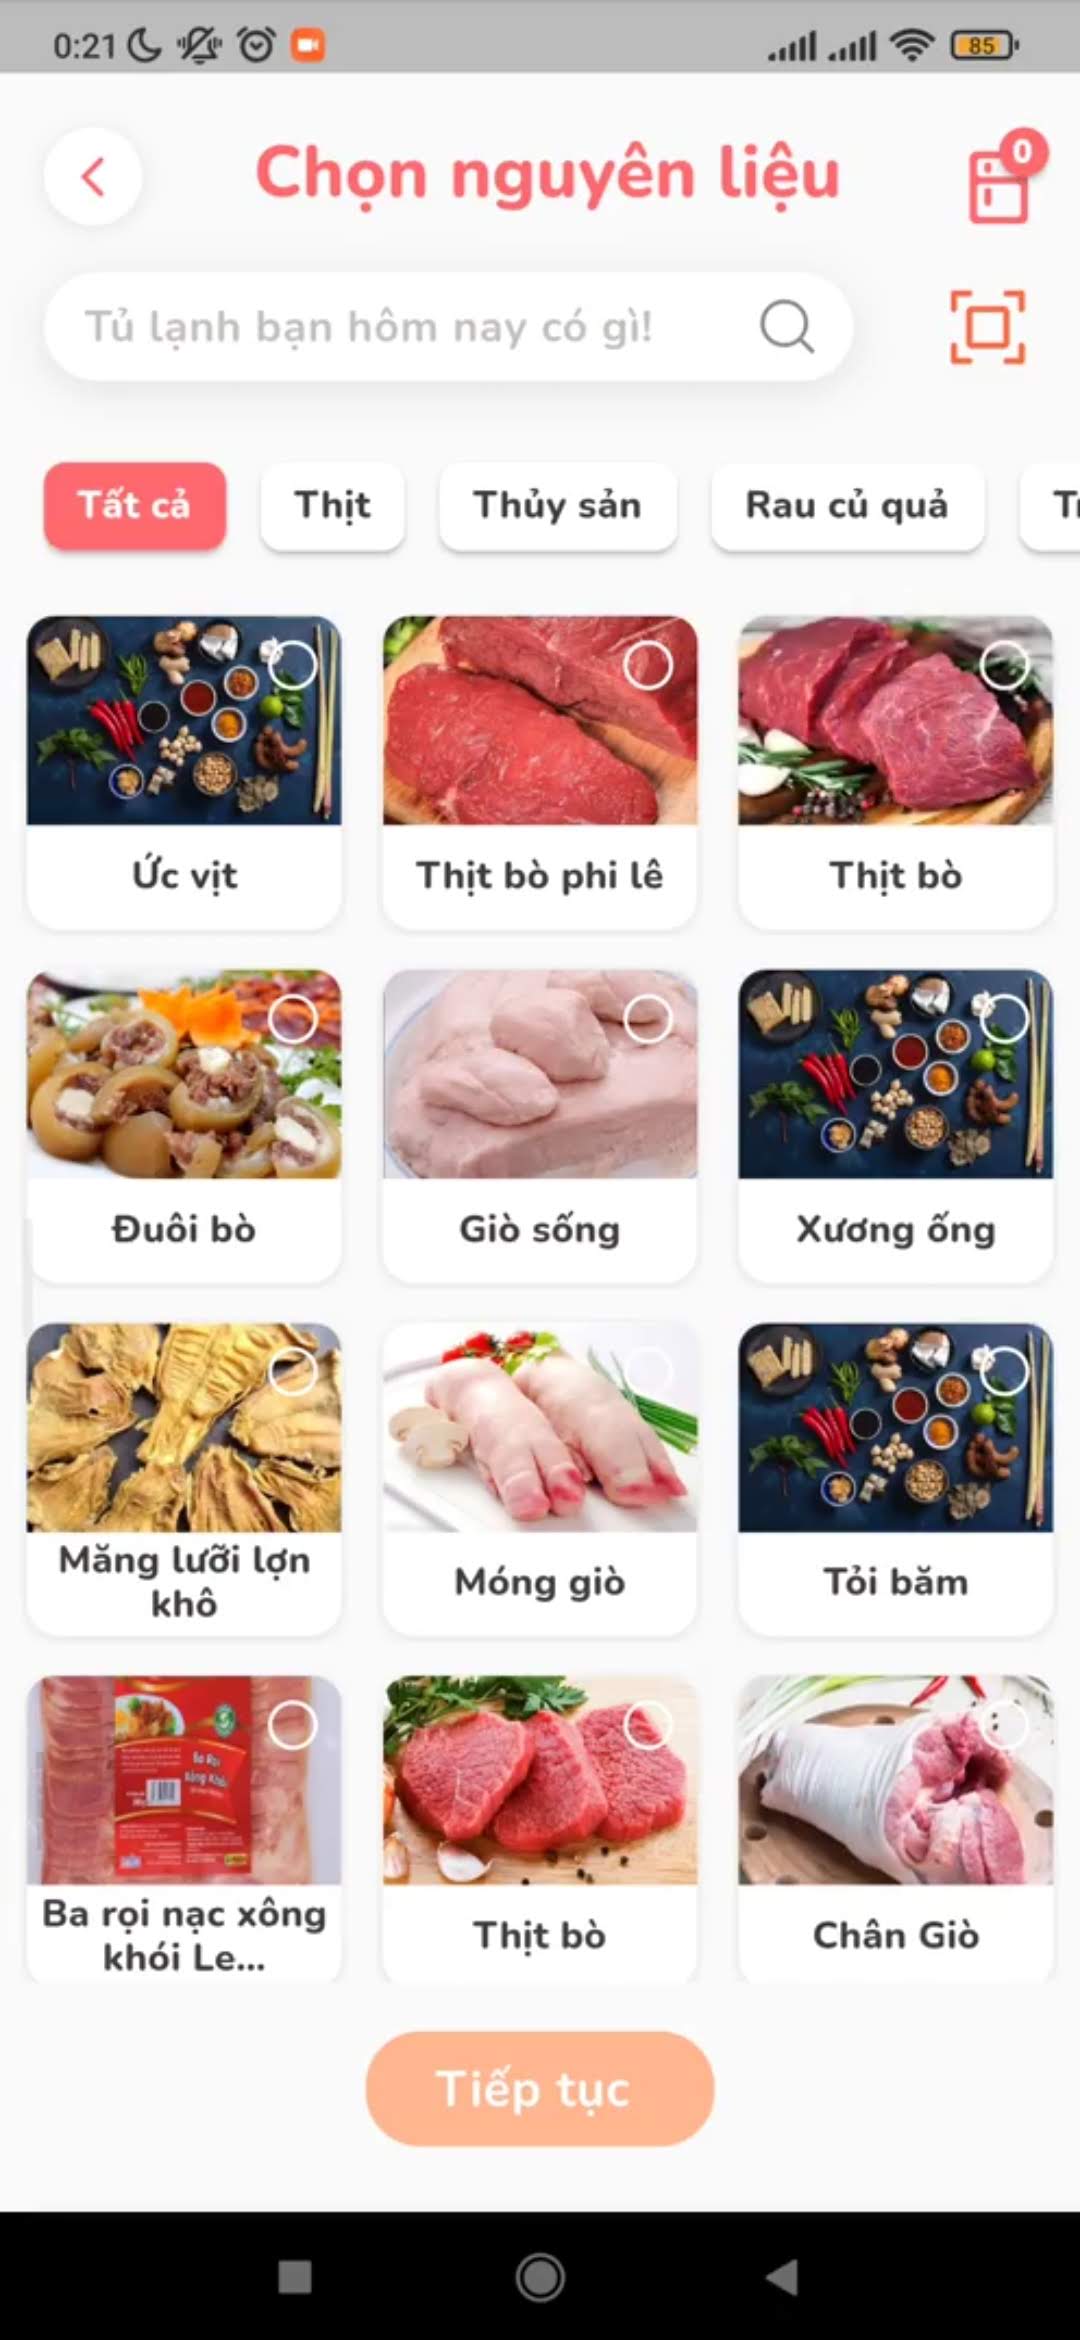 0:21
85
Chọn nguyên liệu
0
Tủ lạnh bạn hôm nay có gì!
Tất cả
Thịt
Thủy sản
Rau củ quả
Ức vịt
Thịt bò phi lê
Thịt bò
Đuôi bò
Giò sống
Xương ống
Măng lưỡi lợn
khô
Móng giò
Tỏi băm
Ba rọi nạc xông
khói Le...
Thịt bò
Chân Giò
Tiếp tục